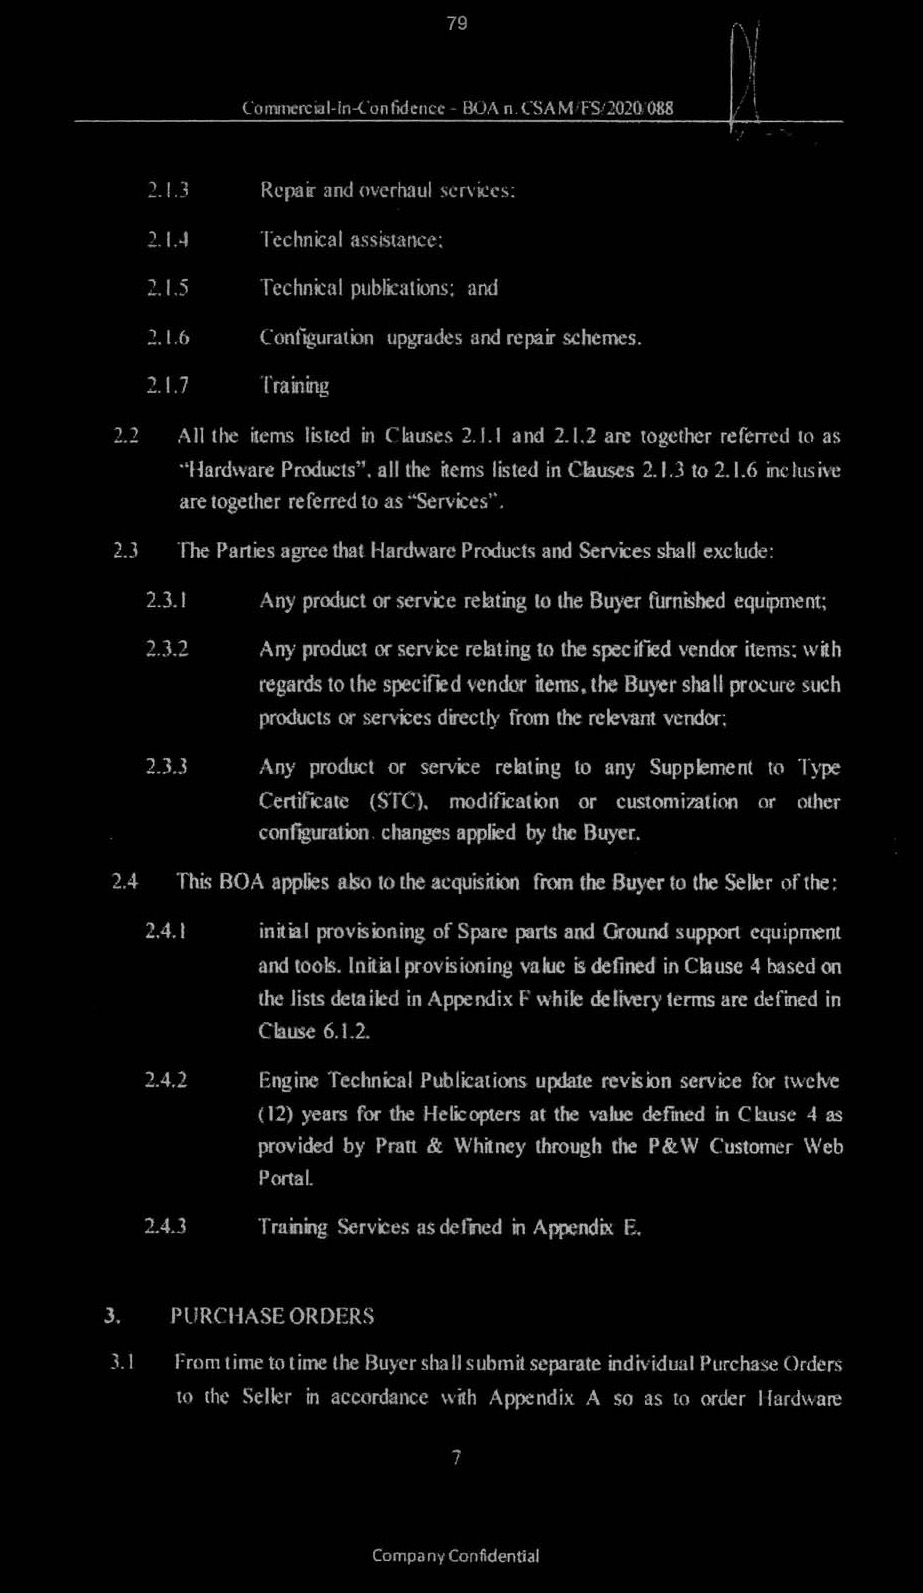 79
Commercial-In-Confidence - BOA n. CSAM/FS/2020/088
2.1.3 Repair and overhaul services;
2.1.4 Technical assistance;
2.1.5 Technical publications; and
2.1.6 Configuration upgrades and repair schemes.
2.1.7 Training
2.2 All the items listed in Clauses 2.1.1 and 2.1.2 are together referred to as
"Hardware Products", all the items listed in Clauses 2.1.3 to 2.1.6 inclusive
are together referred to as "Services".
2.3 The Parties agree that Hardware Products and Services shall exclude:
2.3.1 Any product or service relating to the Buyer furnished equipment;
2.3.2 Any product or service relating to the specified vendor items; with
regards to the specified vendor items, the Buyer shall procure such
products or services directly from the relevant vendor;
2.3.3 Any product or service relating to any Supplement to Type
Certificate (STC), modification or customization or other
configuration changes applied by the Buyer.
2.4 This BOA applies also to the acquisition from the Buyer to the Seller of the:
2.4.1 initial provisioning of Spare parts and Ground support equipment
and tools. Initial provisioning value is defined in Clause 4 based on
the lists detailed in Appendix F while delivery terms are defined in
Clause 6.1.2.
2.4.2 Engine Technical Publications update revision service for twelve
(12) years for the Helicopters at the value defined in Clause 4 as
provided by Pratt & Whitney through the P&W Customer Web
Portal.
2.4.3 Training Services as defined in Appendix E.
3. PURCHASE ORDERS
3.1 From time to time the Buyer shall submit separate individual Purchase Orders
to the Seller in accordance with Appendix A so as to order Hardware
7
Company Confidential